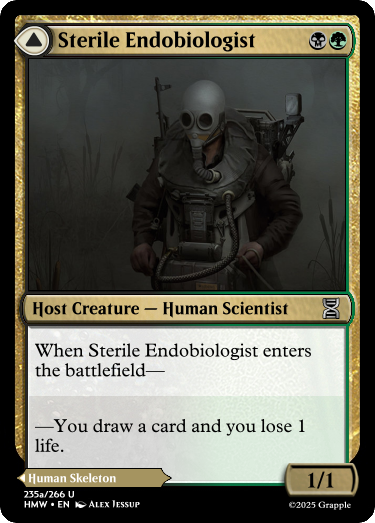 Sterile Endobiologist
Host Creature — Human Scientist
When Sterile Endobiologist enters
the battlefield—
—You draw a card and you lose 1
life.
Human Skeleton
1/1
235a/266 U
HMW • EN Alex Jessup
©2025 Grapple